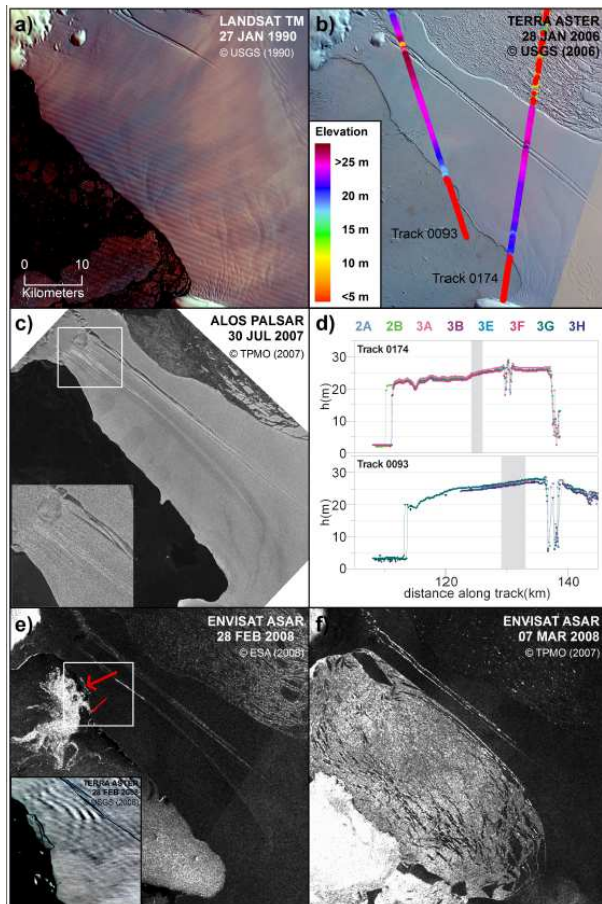 a)
LANDSAT TM
27 JAN 1990
© USGS (1990)
0 10
Kilometers
b)
TERRA ASTER
28 JAN 2006
© USGS (2006)
Elevation
>25 m
20 m
15 m
10 m
<5 m
Track 0093
Track 0174
c)
ALOS PALSAR
30 JUL 2007
© TPMO (2007)
d)
2A 2B 3A 3B 3E 3F 3G 3H
Track 0174
h(m)
30
20
10
0
Track 0093
h(m)
30
20
10
0
120 140
distance along track(km)
e)
ENVISAT ASAR
28 FEB 2008
© ESA (2008)
TERRA ASTER
28 FEB 2008
f)
ENVISAT ASAR
07 MAR 2008
© TPMO (2007)